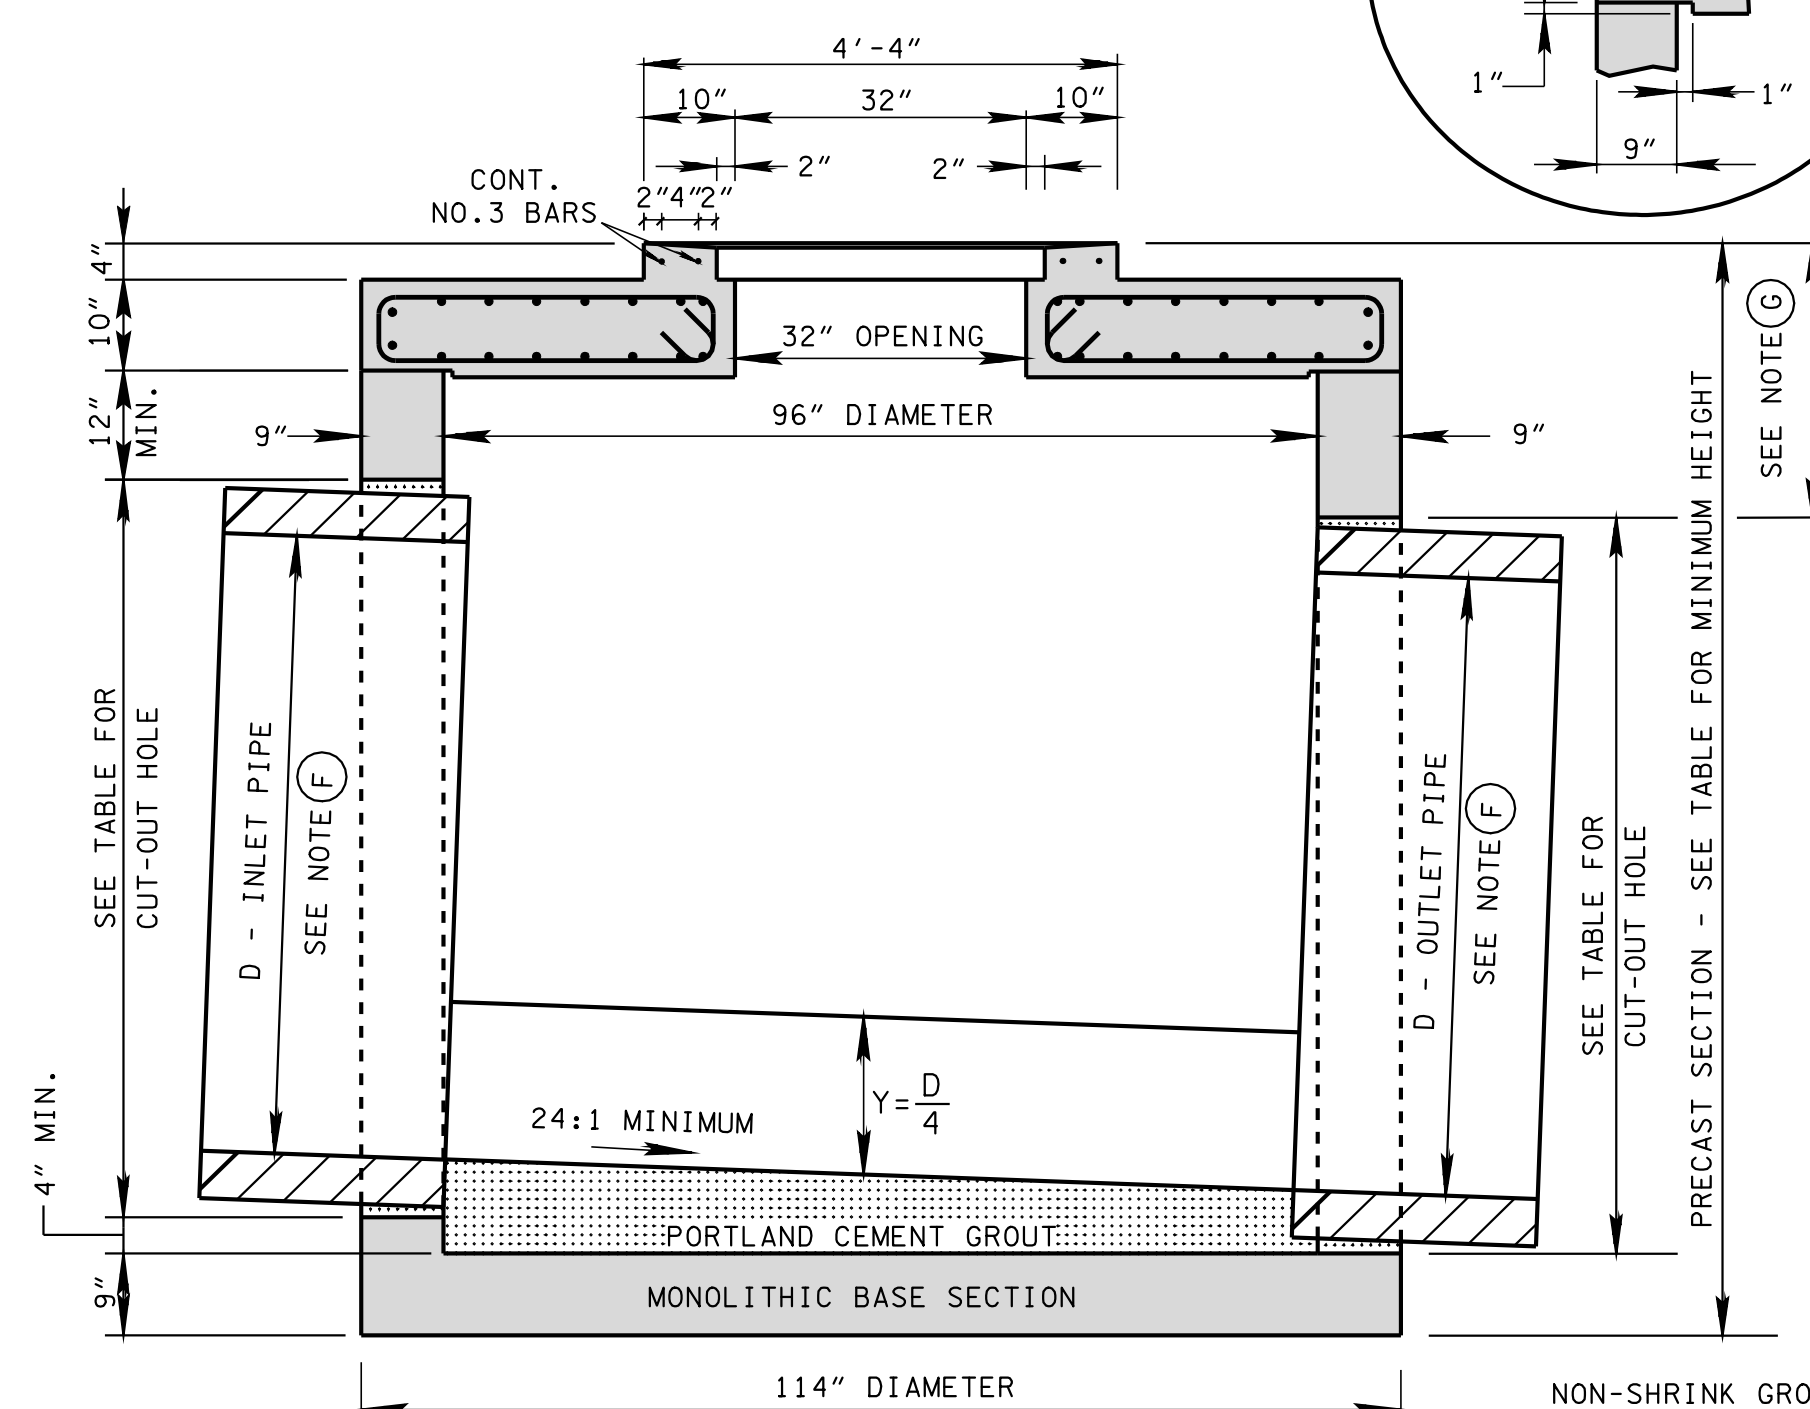 4'-4"
10" 32" 10"
2" 2"
CONT.
NO.3 BARS
2"4"2"
1"
1"
9"
4"
10"
12"
MIN.
32" OPENING
96" DIAMETER
9"
9"
SEE NOTE G
SEE TABLE FOR
CUT-OUT HOLE
D - INLET PIPE
SEE NOTE F
D - OUTLET PIPE
SEE NOTE F
SEE TABLE FOR
CUT-OUT HOLE
PRECAST SECTION - SEE TABLE FOR MINIMUM HEIGHT
4" MIN.
24:1 MINIMUM
Y=D/4
PORTLAND CEMENT GROUT
MONOLITHIC BASE SECTION
9"
114" DIAMETER
NON-SHRINK GRO